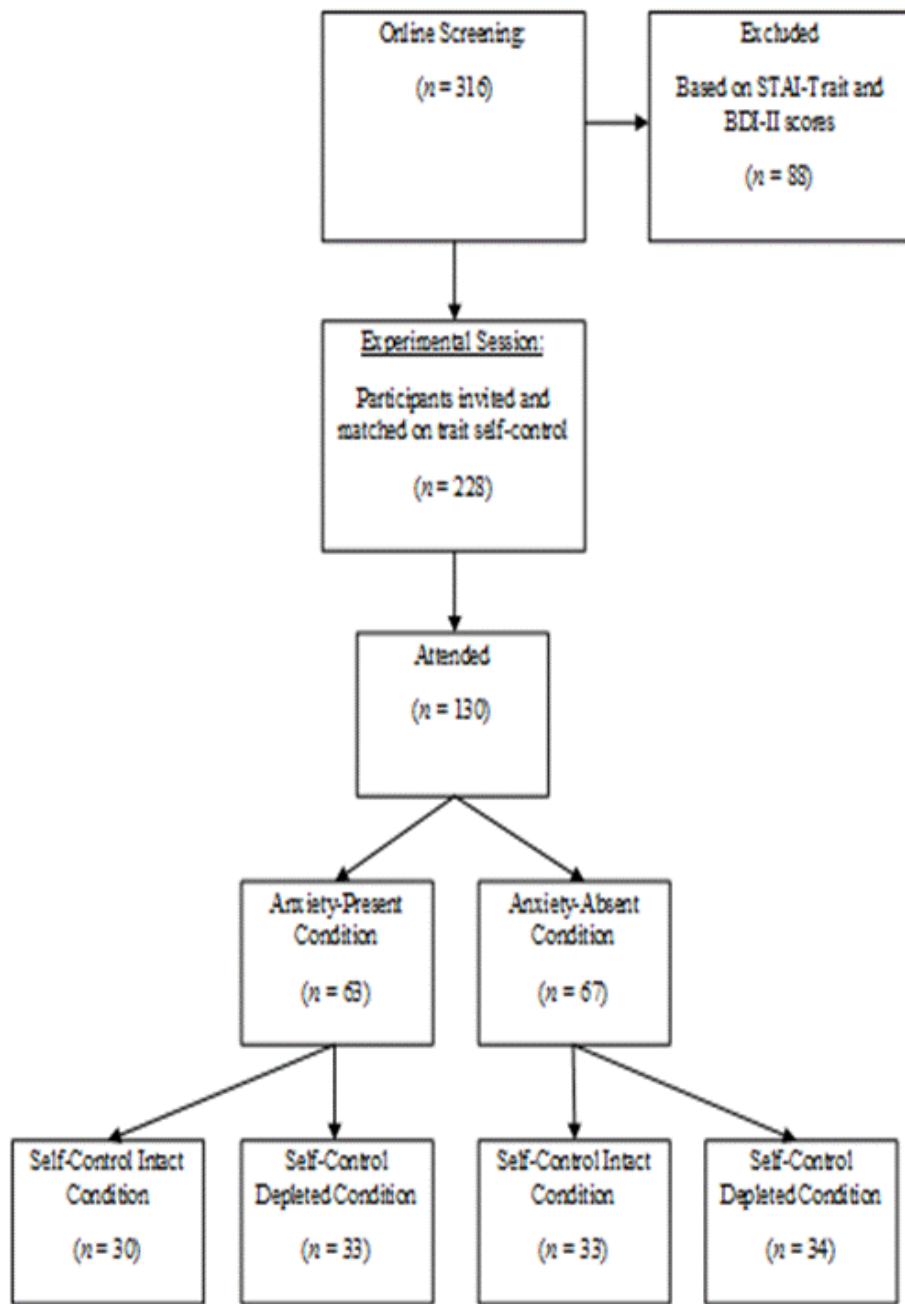 Online Screening:
(n = 316)
Excluded
Based on STAI-Trait and
BDI-II scores
(n = 88)
Experimental Session:
Participants invited and
matched on trait self-control
(n = 228)
Attended
(n = 130)
Anxiety-Present
Condition
(n = 63)
Anxiety-Absent
Condition
(n = 67)
Self-Control Intact
Condition
(n = 30)
Self-Control
Depleted Condition
(n = 33)
Self-Control Intact
Condition
(n = 33)
Self-Control
Depleted Condition
(n = 34)